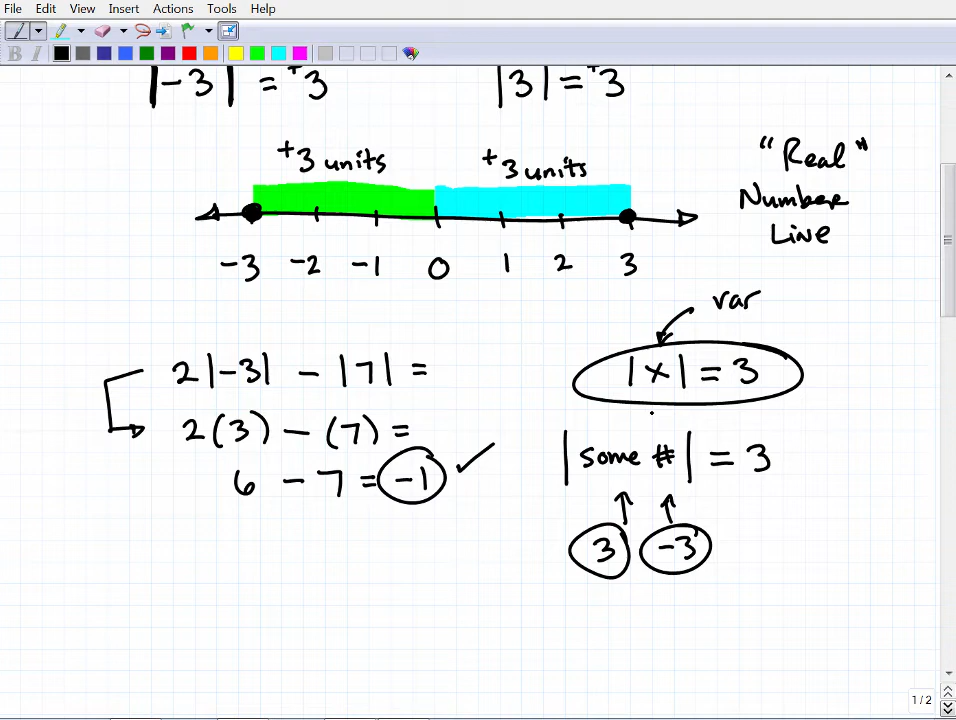 File Edit View Insert Actions Tools Help
B I
|-3| = +3
|3| = +3
+3 units
+3 units
"Real"
Number
Line
-3 -2 -1 0 1 2 3
var
2|-3| - |7| =
2(3) - (7) =
6 - 7 = -1
|x| = 3
|some #| = 3
3 -3
1 / 2